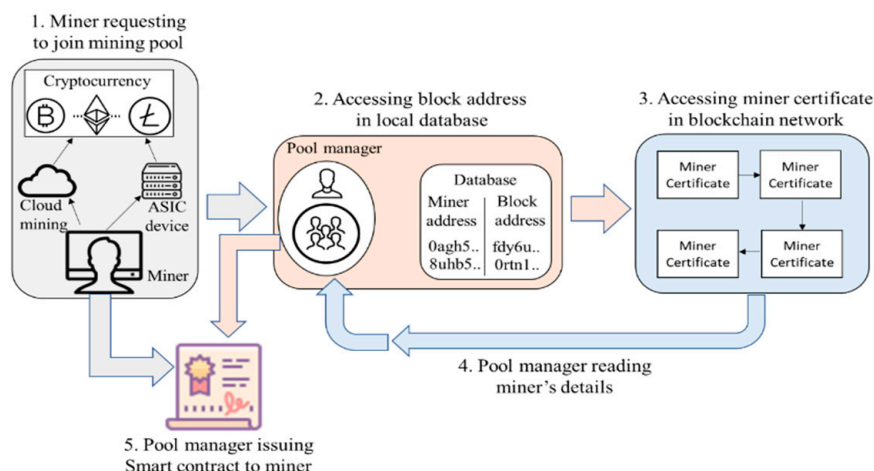 1. Miner requesting
to join mining pool
Cryptocurrency
Cloud
mining
ASIC
device
Miner
2. Accessing block address
in local database
Pool manager
Database
Miner
address
Block
address
0agh5.. fdy6u..
8uhb5.. 0rtn1..
3. Accessing miner certificate
in blockchain network
Miner
Certificate
Miner
Certificate
Miner
Certificate
Miner
Certificate
4. Pool manager reading
miner's details
5. Pool manager issuing
Smart contract to miner